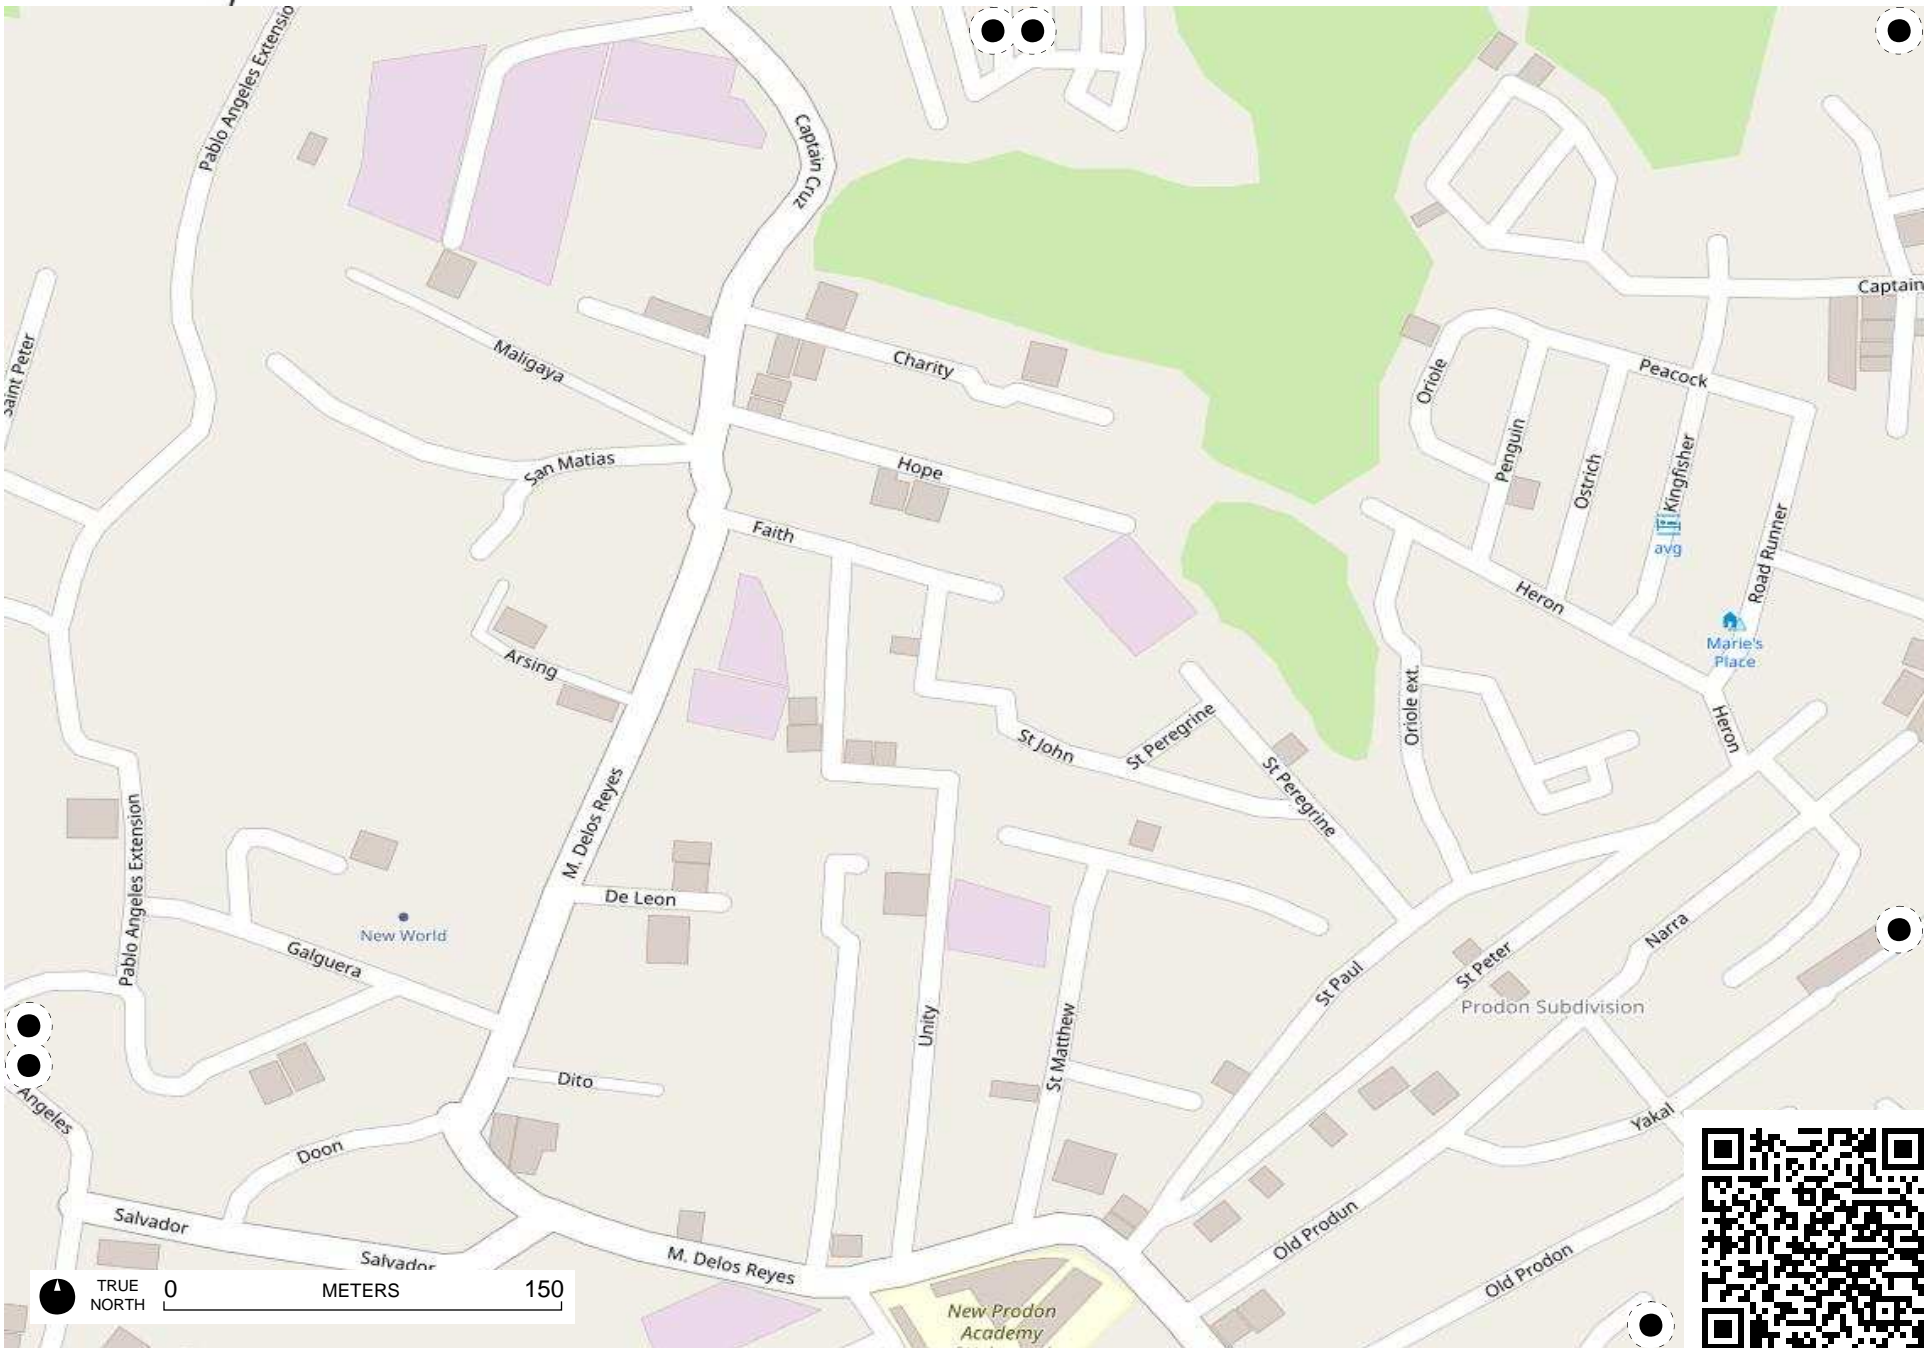 Pablo Angeles Extensio
Captain Cruz
Captain
Saint Peter
Maligaya
Charity
Peacock
Oriole
San Matias
Hope
Penguin
Ostrich
Kingfisher
Faith
avg
Road Runner
Heron
Arsing
Marie's
Place
Oriole ext.
St Peregrine
Heron
St John
St Peregrine
M. Delos Reyes
Pablo Angeles Extension
De Leon
New World
Galguera
Narra
St Peter
St Paul
Prodon Subdivision
Unity
St Matthew
Dito
Angeles
Yakal
Doon
Salvador
Salvador
M. Delos Reyes
Old Produn
Old Prodon
TRUE
NORTH
0
METERS
150
New Prodon
Academy